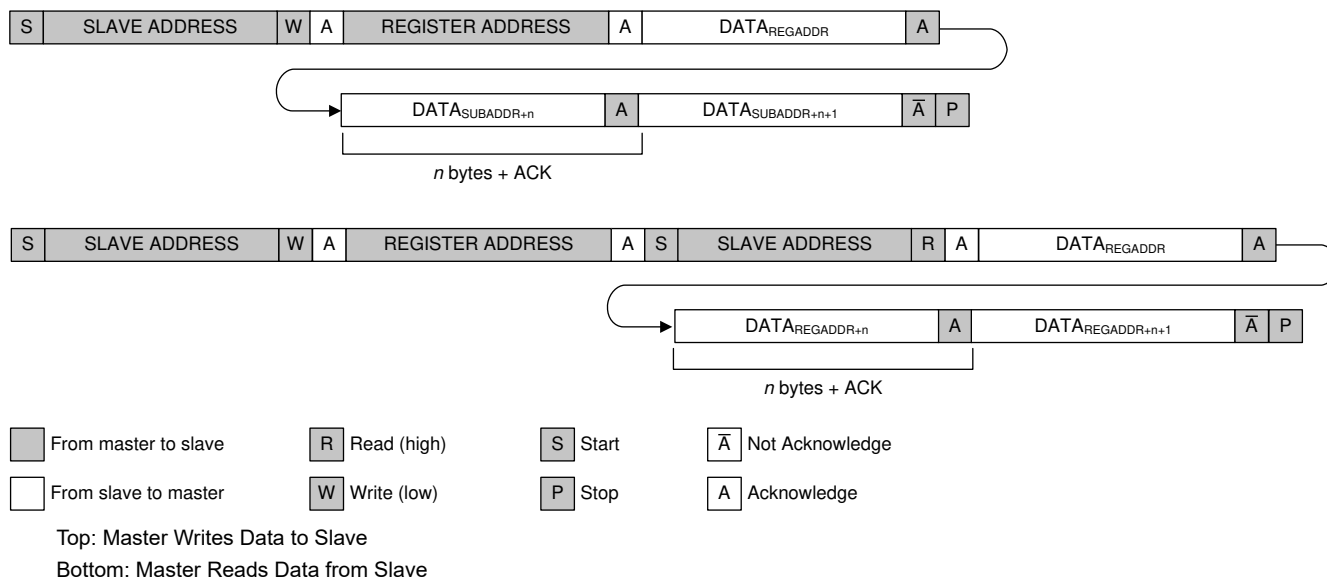 S SLAVE ADDRESS W A REGISTER ADDRESS A DATAREGADDR A
DATASUBADDR+n A DATASUBADDR+n+1 A̅ P
n bytes + ACK
S SLAVE ADDRESS W A REGISTER ADDRESS A S SLAVE ADDRESS R A DATAREGADDR A
DATAREGADDR+n A DATAREGADDR+n+1 A̅ P
n bytes + ACK
From master to slave R Read (high) S Start A̅ Not Acknowledge
From slave to master W Write (low) P Stop A Acknowledge
Top: Master Writes Data to Slave
Bottom: Master Reads Data from Slave